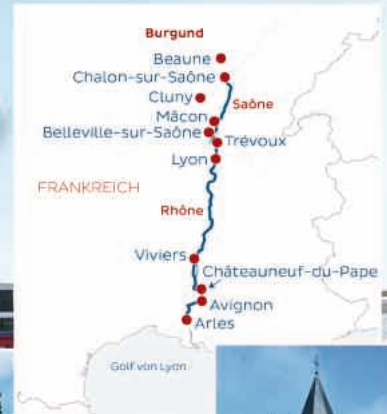 Burgund
Beaune
Chalon-sur-Saône
Cluny
Saône
Mâcon
Belleville-sur-Saône
Trévoux
Lyon
FRANKREICH
Rhône
Viviers
Châteauneuf-du-Pape
Avignon
Arles
Golf von Lyon